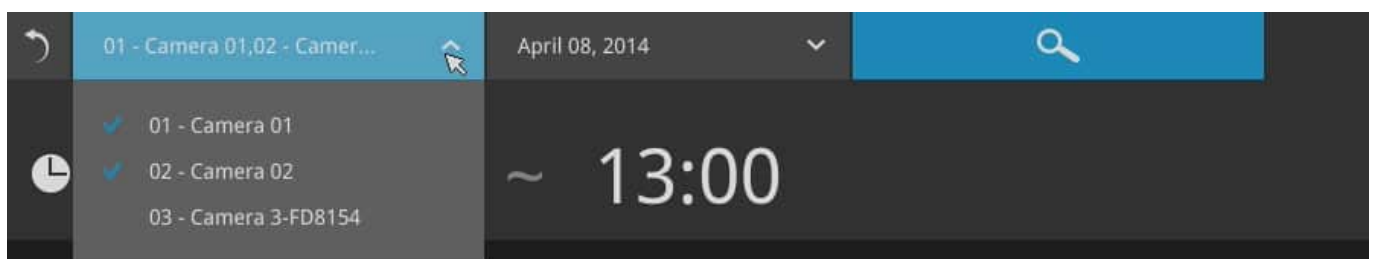 01 - Camera 01,02 - Camer... April 08, 2014
01 - Camera 01
02 - Camera 02
~ 13:00
03 - Camera 3-FD8154